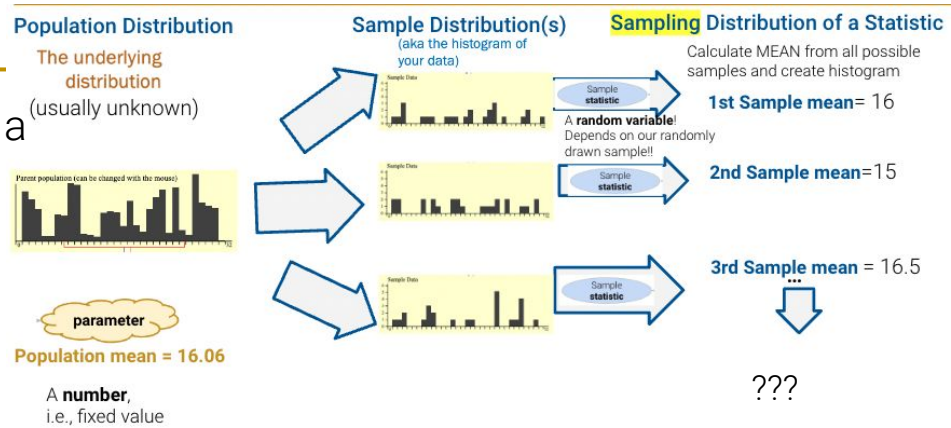 Population Distribution
The underlying
distribution
(usually unknown)
a
Parent population (can be changed with the mouse)
parameter
Population mean = 16.06
A number,
i.e., fixed value
Sample Distribution(s)
(aka the histogram of
your data)
Sample Data
Sample Data
Sample Data
Sample
statistic
A random variable!
Depends on our randomly
drawn sample!!
Sample
statistic
Sample
statistic
Sampling Distribution of a Statistic
Calculate MEAN from all possible
samples and create histogram
1st Sample mean= 16
2nd Sample mean=15
3rd Sample mean = 16.5
...
???